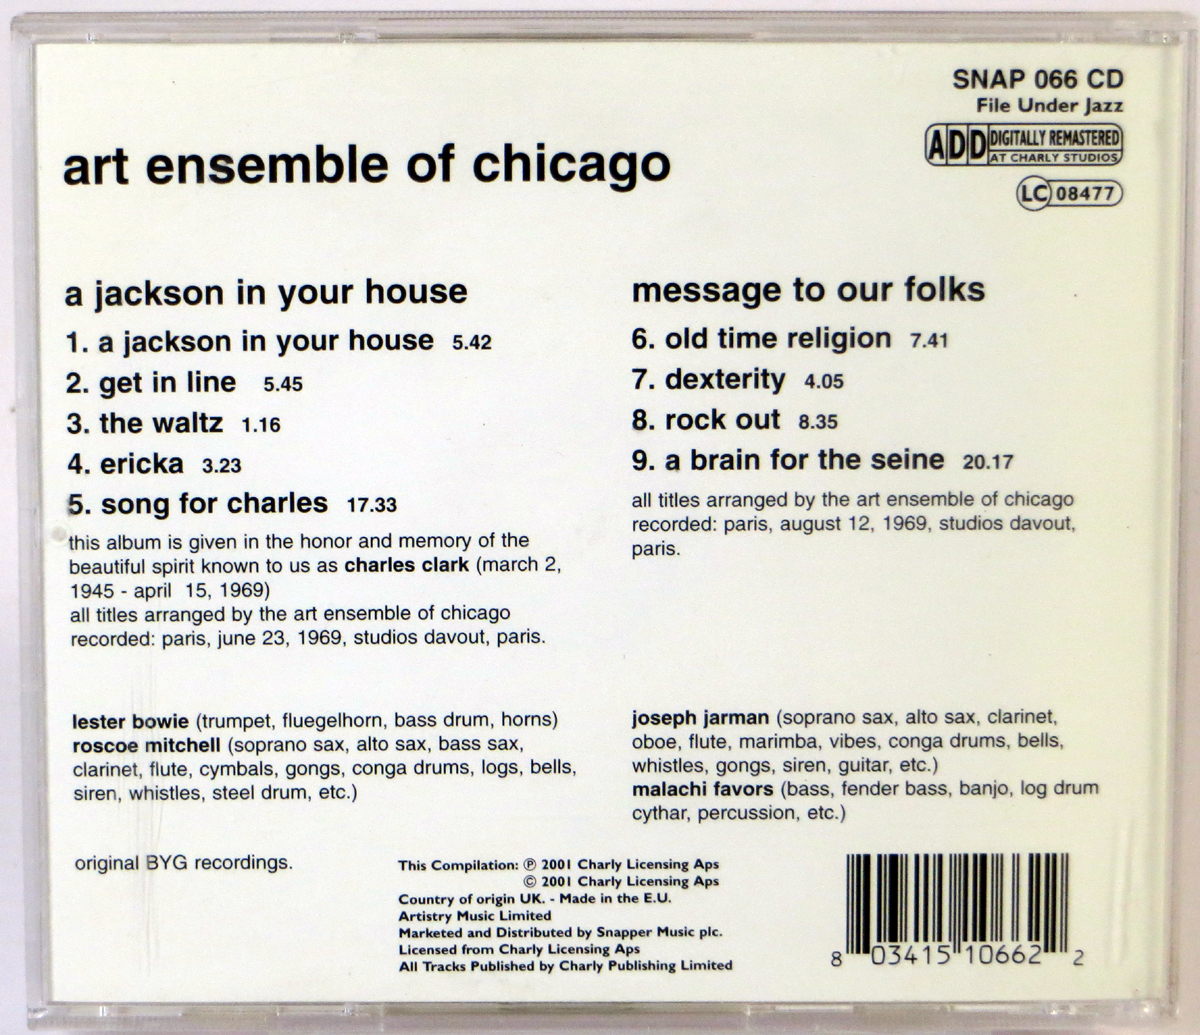 SNAP 066 CD
File Under Jazz
ADD DIGITALLY REMASTERED
AT CHARLY STUDIOS
LC 08477
art ensemble of chicago
a jackson in your house
1. a jackson in your house 5.42
2. get in line 5.45
3. the waltz 1.16
4. ericka 3.23
5. song for charles 17.33
this album is given in the honor and memory of the
beautiful spirit known to us as charles clark (march 2,
1945 - april 15, 1969)
all titles arranged by the art ensemble of chicago
recorded: paris, june 23, 1969, studios davout, paris.
message to our folks
6. old time religion 7.41
7. dexterity 4.05
8. rock out 8.35
9. a brain for the seine 20.17
all titles arranged by the art ensemble of chicago
recorded: paris, august 12, 1969, studios davout,
paris.
lester bowie (trumpet, fluegelhorn, bass drum, horns)
roscoe mitchell (soprano sax, alto sax, bass sax,
clarinet, flute, cymbals, gongs, conga drums, logs, bells,
siren, whistles, steel drum, etc.)
joseph jarman (soprano sax, alto sax, clarinet,
oboe, flute, marimba, vibes, conga drums, bells,
whistles, gongs, siren, guitar, etc.)
malachi favors (bass, fender bass, banjo, log drum
cythar, percussion, etc.)
original BYG recordings.
This Compilation: ℗ 2001 Charly Licensing Aps
© 2001 Charly Licensing Aps
Country of origin UK. - Made in the E.U.
Artistry Music Limited
Marketed and Distributed by Snapper Music plc.
Licensed from Charly Licensing Aps
All Tracks Published by Charly Publishing Limited
8 03415 10662 2